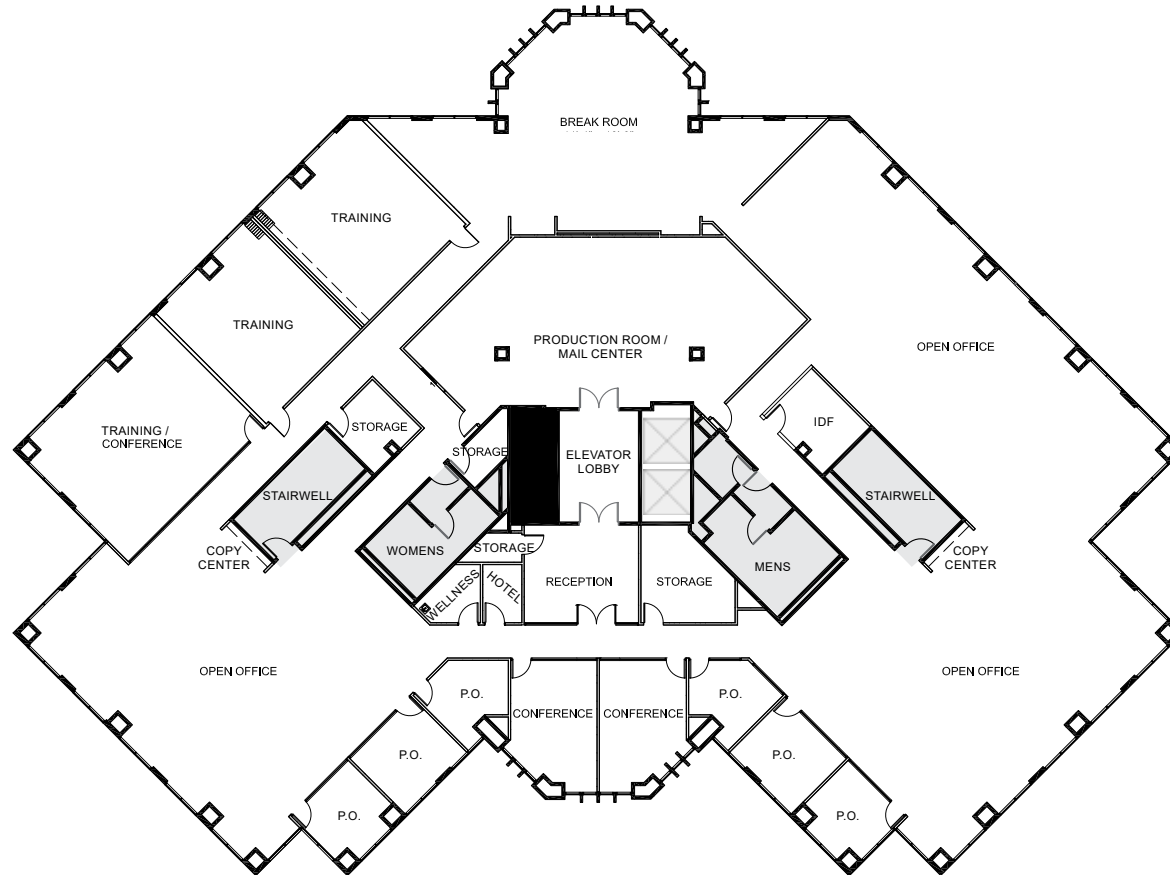 BREAK ROOM
TRAINING
TRAINING
PRODUCTION ROOM /
MAIL CENTER
OPEN OFFICE
TRAINING /
CONFERENCE
STORAGE
STORAGE
ELEVATOR
LOBBY
IDF
STAIRWELL
STAIRWELL
COPY
CENTER
WOMENS
STORAGE
WELLNESS
HOTEL
RECEPTION
STORAGE
MENS
COPY
CENTER
OPEN OFFICE
OPEN OFFICE
P.O.
CONFERENCE
CONFERENCE
P.O.
P.O.
P.O.
P.O.
P.O.